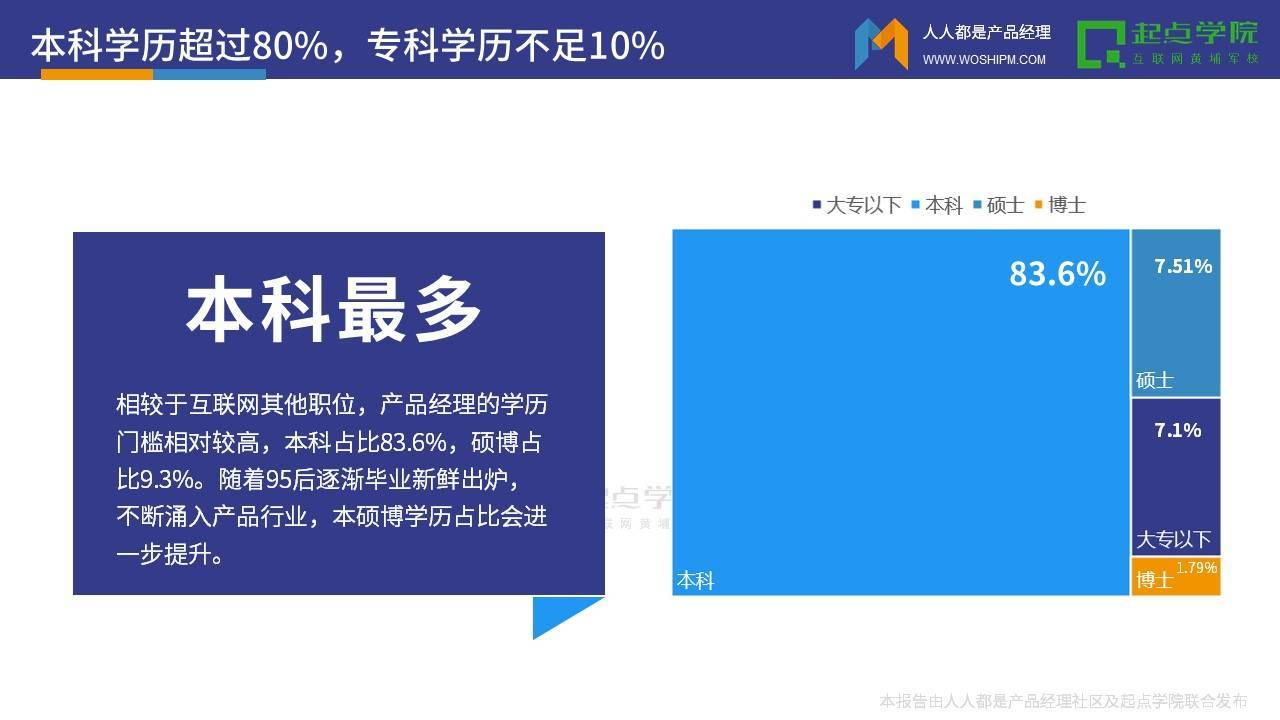 本科学历超过80%，专科学历不足10%
人人都是产品经理
WWW.WOSHIPM.COM
起点学院
互联网黄埔军校
大专以下 本科 硕士 博士
本科最多
相较于互联网其他职位，产品经理的学历
门槛相对较高，本科占比83.6%，硕博占
比9.3%。随着95后逐渐毕业新鲜出炉，
不断涌入产品行业，本硕博学历占比会进
一步提升。
83.6%
本科
7.51%
硕士
7.1%
大专以下
1.79%
博士
点学
联网黄埔
本报告由人人都是产品经理社区及起点学院联合发布